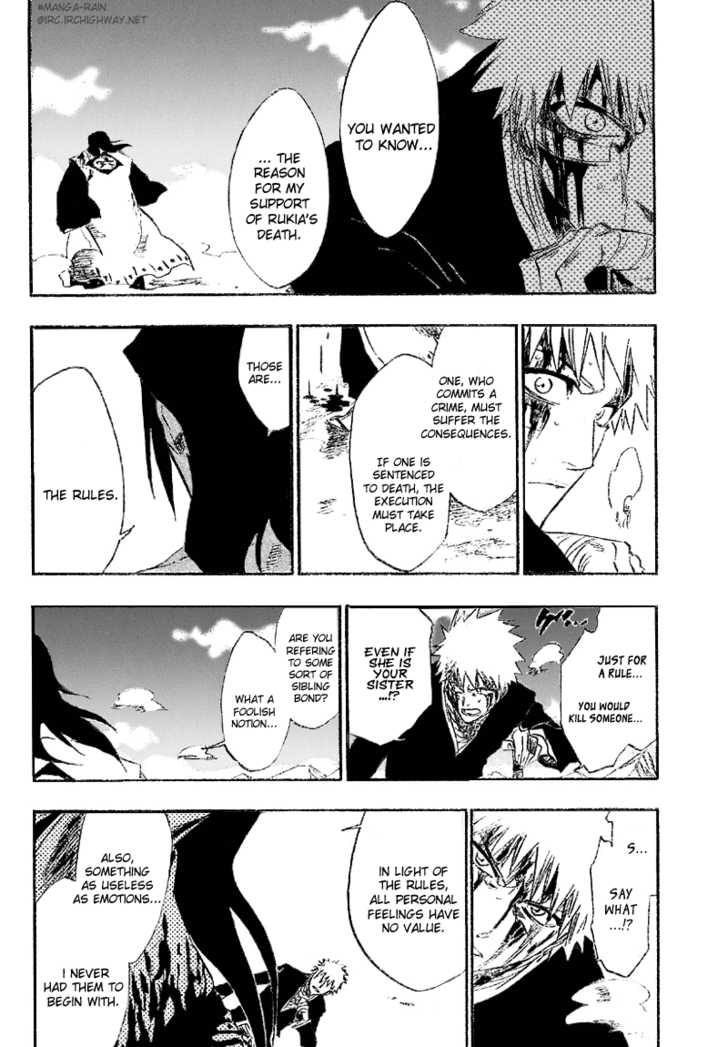 #MANGA-RAIN
@IRC.IRCHIGHWAY.NET
YOU WANTED
TO KNOW...
... THE
REASON
FOR MY
SUPPORT
OF RUKIA'S
DEATH.
ONE, WHO
COMMITS A
CRIME, MUST
SUFFER THE
CONSEQUENCES.
IF ONE IS
SENTENCED
TO DEATH, THE
EXECUTION
MUST TAKE
PLACE.
THOSE
ARE...
THE RULES.
JUST FOR
A RULE...
YOU WOULD
KILL SOMEONE...
EVEN IF
SHE IS
YOUR
SISTER
...!?
ARE YOU
REFERING
TO SOME
SORT OF
SIBLING
BOND?
WHAT A
FOOLISH
NOTION...
S...
SAY
WHAT
...!?
IN LIGHT OF
THE RULES,
ALL PERSONAL
FEELINGS HAVE
NO VALUE.
ALSO,
SOMETHING
AS USELESS
AS EMOTIONS...
I NEVER
HAD THEM TO
BEGIN WITH.